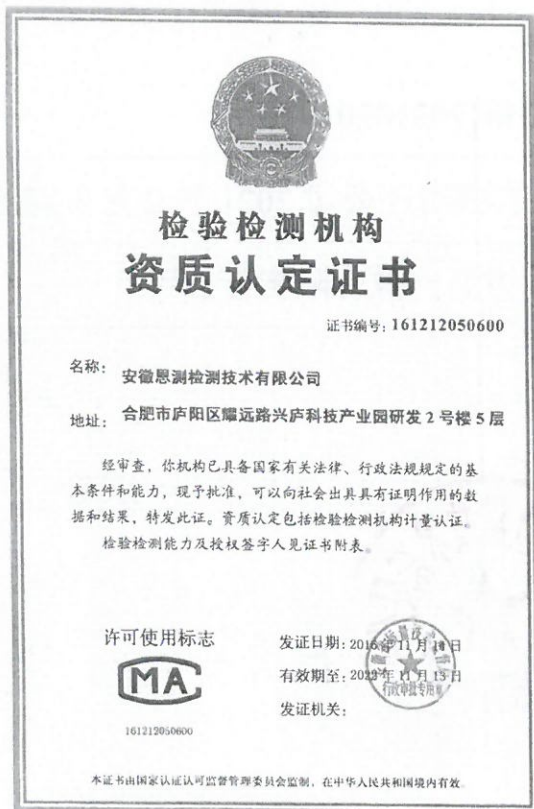 检验检测机构
资质认定证书
证书编号: 161212050600
名称: 安徽恩测检测技术有限公司
地址: 合肥市庐阳区耀远路兴庐科技产业园研发2号楼5层
经审查，你机构已具备国家有关法律、行政法规规定的基
本条件和能力，现予批准，可以向社会出具具有证明作用的数
据和结果，特发此证。资质认定包括检验检测机构计量认证。
检验检测能力及授权签字人见证书附表。
许可使用标志
MA
161212050600
发证日期: 2016年11月14日
有效期至: 2022年11月13日
发证机关:
行政审批专用章
本证书由国家认证认可监督管理委员会监制，在中华人民共和国境内有效。